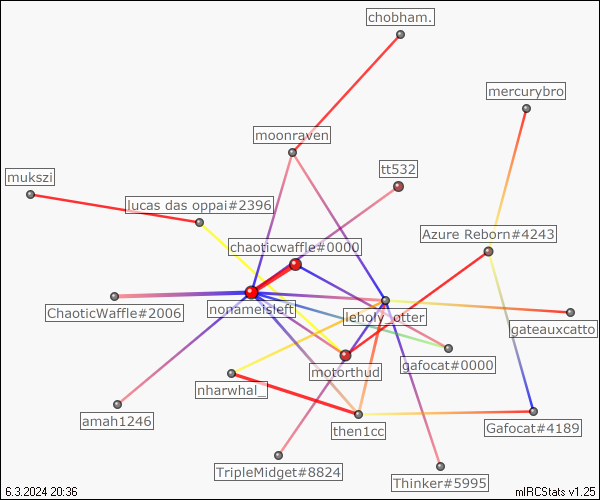 chobham.
mercurybro
moonraven
tt532
mukszi
lucas das oppai#2396
Azure Reborn#4243
chaoticwaffle#0000
ChaoticWaffle#2006
nonameisleft
leholy_otter
gateauxcatto
motorthud
gafocat#0000
nharwhal_
amah1246
then1cc
Gafocat#4189
TripleMidget#8824
Thinker#5995
6.3.2024 20:36
mIRCStats v1.25